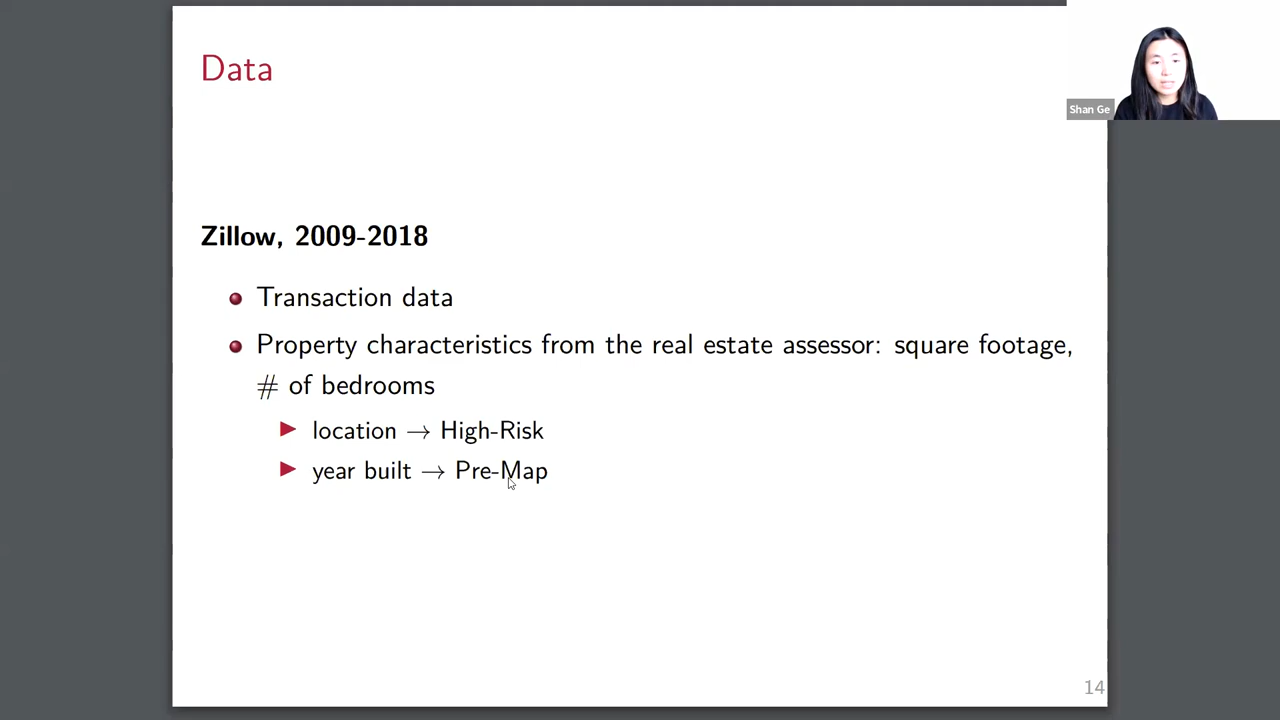 Data
Shan Ge
Zillow, 2009-2018
Transaction data
Property characteristics from the real estate assessor: square footage,
# of bedrooms
location → High-Risk
year built → Pre-Map
14